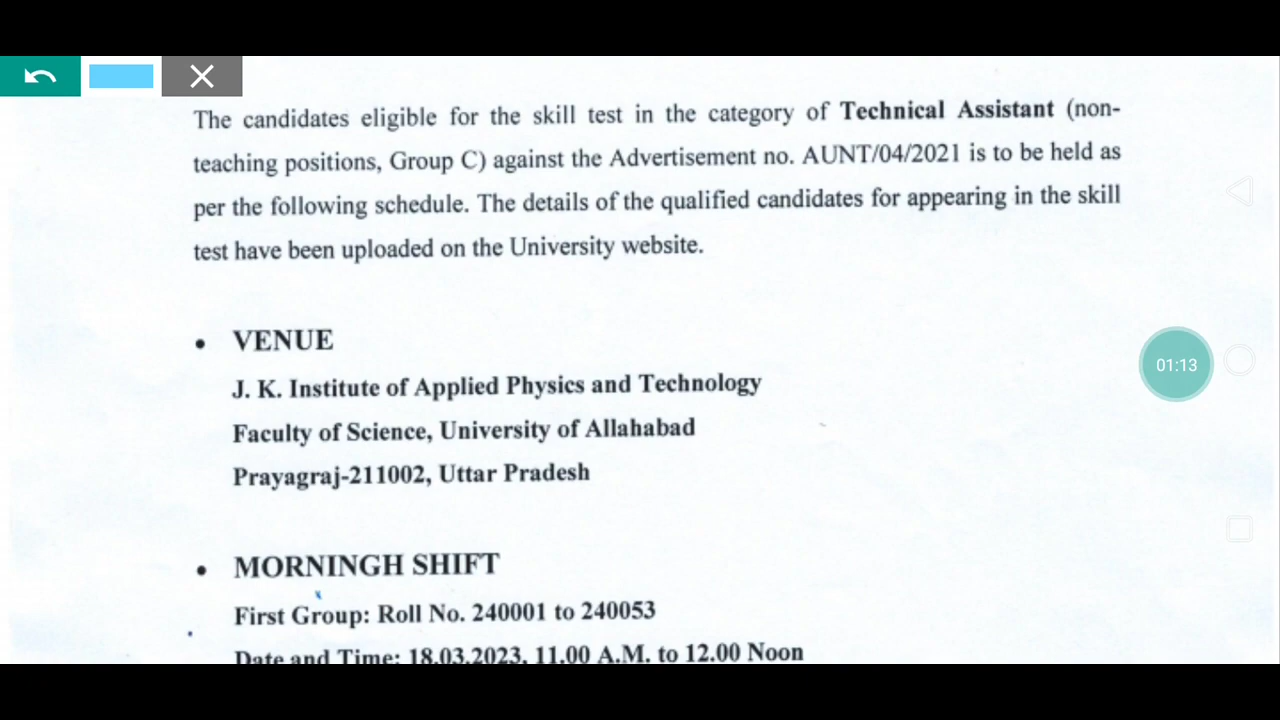 The candidates eligible for the skill test in the category of Technical Assistant (non-
teaching positions, Group C) against the Advertisement no. AUNT/04/2021 is to be held as
per the following schedule. The details of the qualified candidates for appearing in the skill
test have been uploaded on the University website.
• VENUE
J. K. Institute of Applied Physics and Technology
Faculty of Science, University of Allahabad
Prayagraj-211002, Uttar Pradesh
01:13
• MORNINGH SHIFT
First Group: Roll No. 240001 to 240053
Date and Time: 18.03.2023, 11.00 A.M. to 12.00 Noon